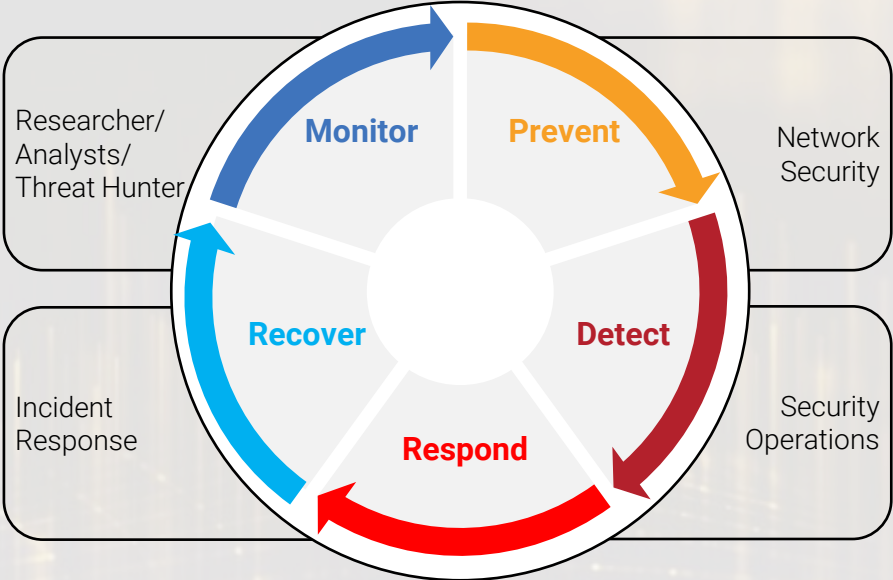 Researcher/
Analysts/
Threat Hunter
Monitor
Prevent
Network
Security
Recover
Detect
Incident
Response
Respond
Security
Operations